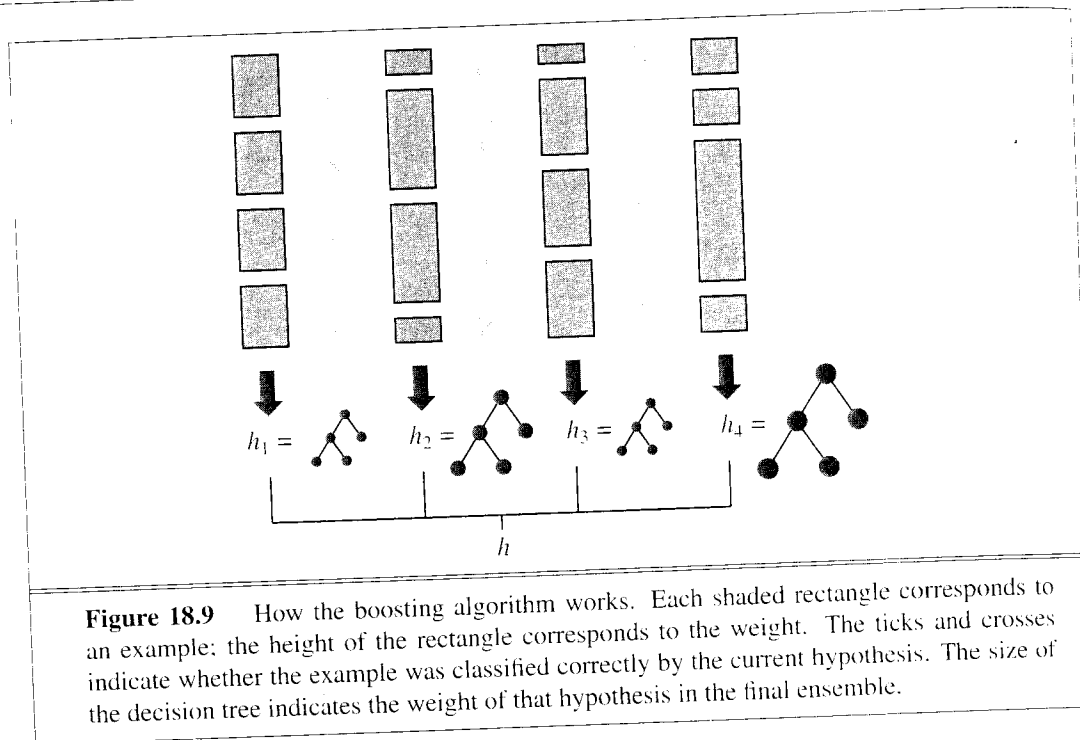 h₁ = h₂ = h₃ = h₄ =
h
Figure 18.9 How the boosting algorithm works. Each shaded rectangle corresponds to
an example; the height of the rectangle corresponds to the weight. The ticks and crosses
indicate whether the example was classified correctly by the current hypothesis. The size of
the decision tree indicates the weight of that hypothesis in the final ensemble.